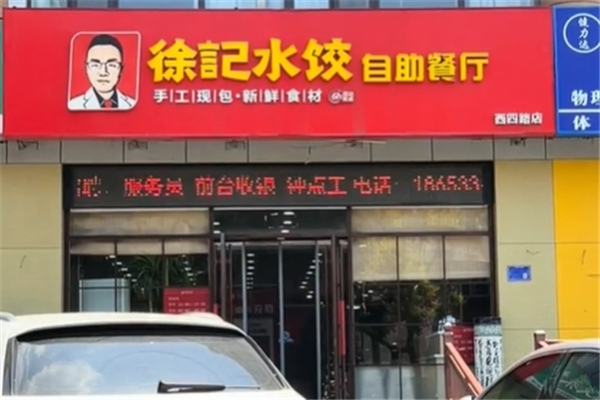 徐記水饺 自助餐厅
手工现包·新鲜食材
西四路店
聘: 服务员 前台收银 钟点工 电话: 186533
健力达
物理
体